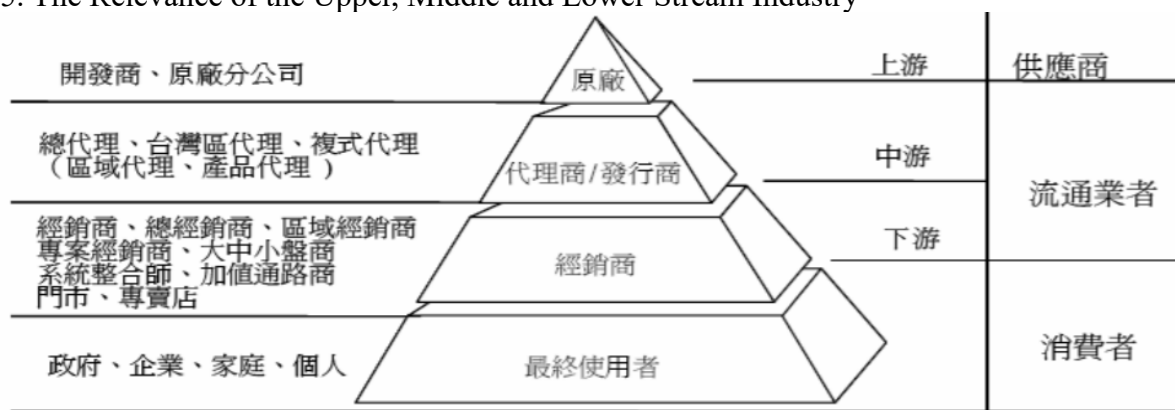 5. The Relevance of the Upper, Middle and Lower Stream Industry
開發商、原廠分公司
原廠
上游
供應商
總代理、台灣區代理、複式代理
（區域代理、產品代理 ）
代理商/發行商
中游
流通業者
經銷商、總經銷商、區域經銷商
專案經銷商、大中小盤商
系統整合師、加值通路商
門市、專賣店
經銷商
下游
政府、企業、家庭、個人
最終使用者
消費者